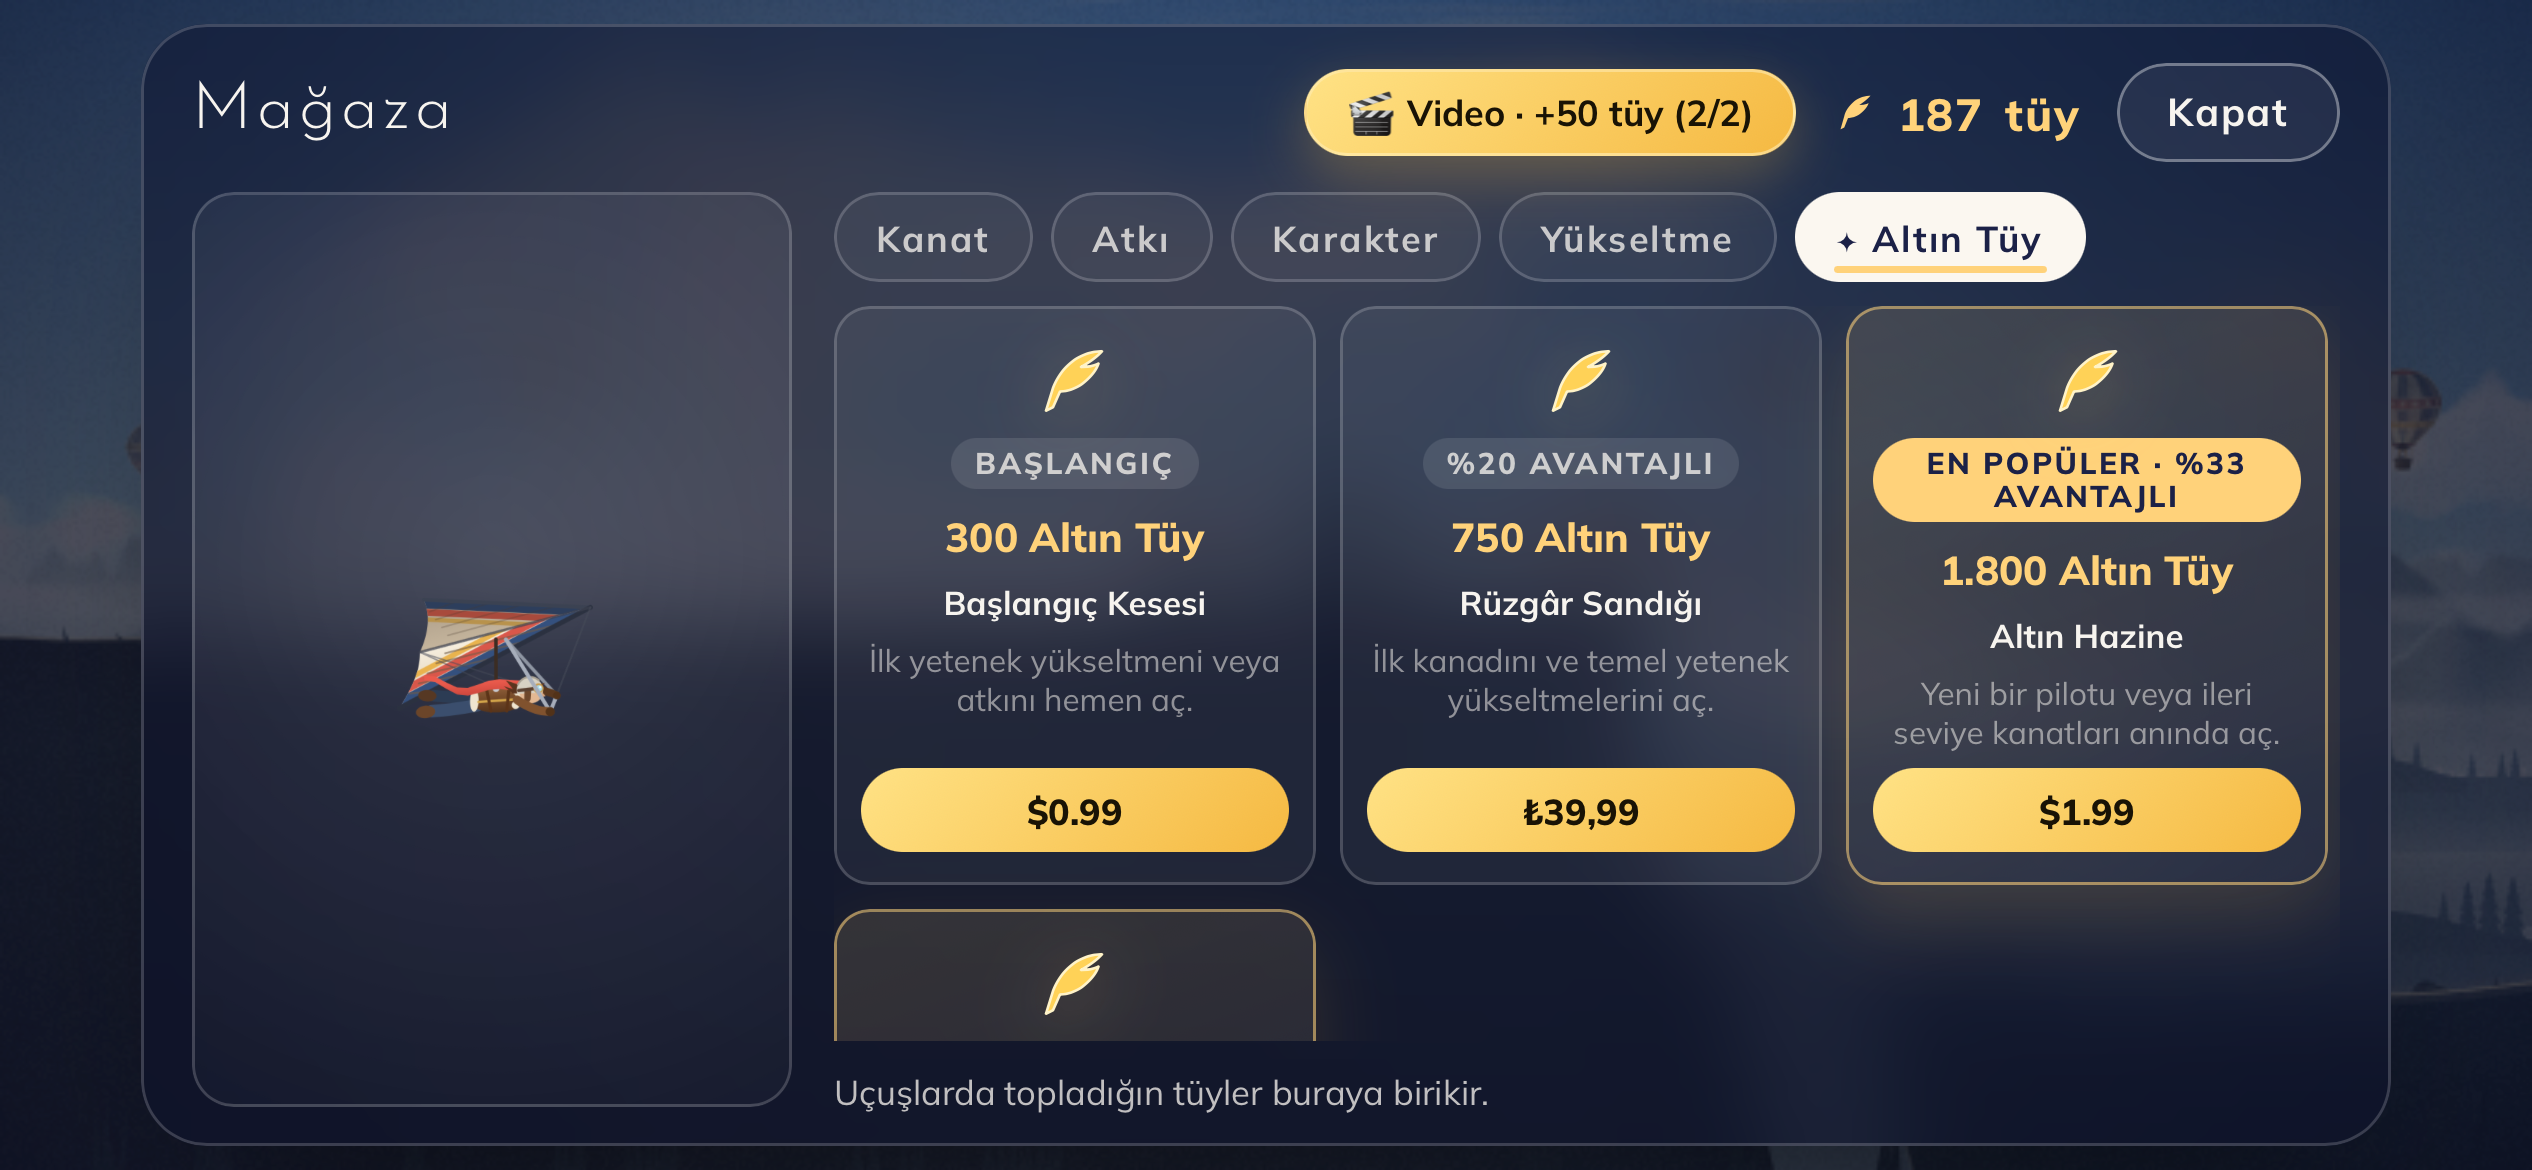 Mağaza
Video · +50 tüy (2/2)
187 tüy
Kapat
Kanat
Atkı
Karakter
Yükseltme
Altın Tüy
BAŞLANGIÇ
300 Altın Tüy
Başlangıç Kesesi
İlk yetenek yükseltmeni veya
atkını hemen aç.
$0.99
%20 AVANTAJLI
750 Altın Tüy
Rüzgâr Sandığı
İlk kanadını ve temel yetenek
yükseltmelerini aç.
₺39,99
EN POPÜLER · %33
AVANTAJLI
1.800 Altın Tüy
Altın Hazine
Yeni bir pilotu veya ileri
seviye kanatları anında aç.
$1.99
Uçuşlarda topladığın tüyler buraya birikir.